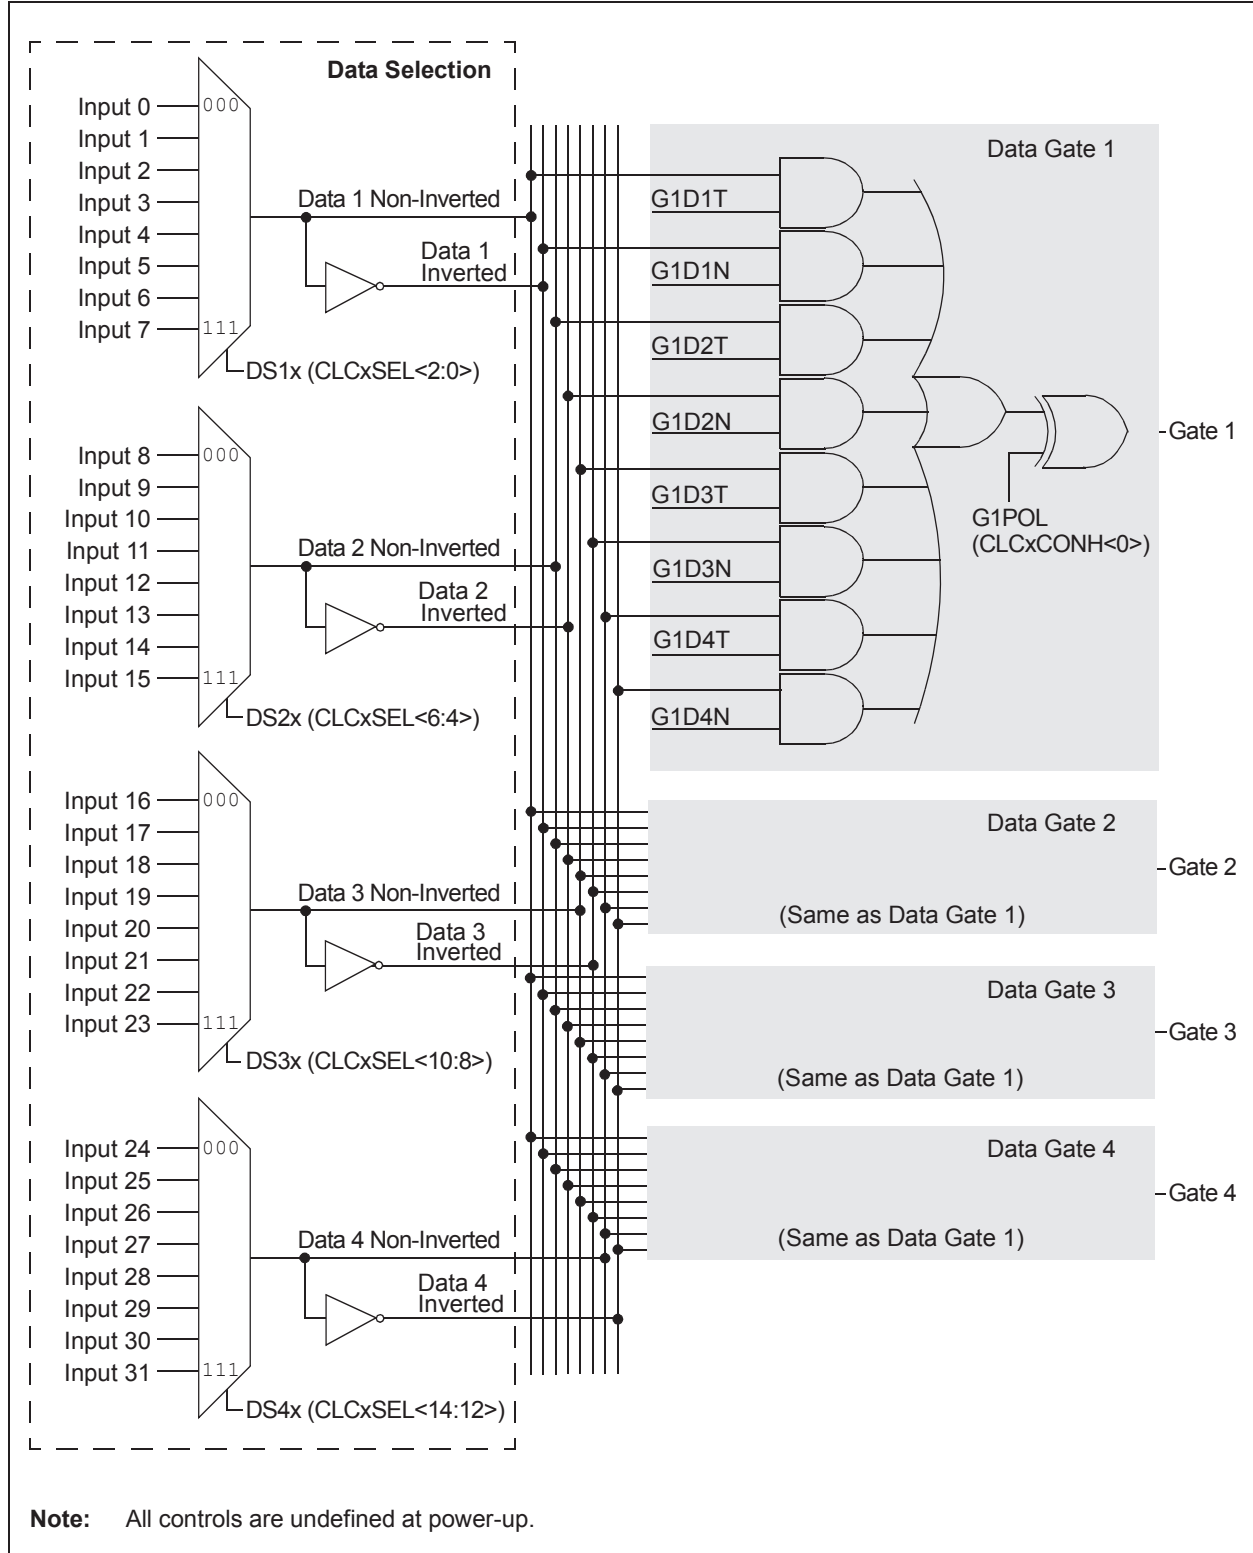 Data Selection
Input 0
000
Input 1
Input 2
Input 3
Input 4
Input 5
Input 6
Input 7
111
DS1x (CLCxSEL<2:0>)
Data 1 Non-Inverted
Data 1
Inverted
Input 8
000
Input 9
Input 10
Input 11
Input 12
Input 13
Input 14
Input 15
111
DS2x (CLCxSEL<6:4>)
Data 2 Non-Inverted
Data 2
Inverted
Input 16
000
Input 17
Input 18
Input 19
Input 20
Input 21
Input 22
Input 23
111
DS3x (CLCxSEL<10:8>)
Data 3 Non-Inverted
Data 3
Inverted
Input 24
000
Input 25
Input 26
Input 27
Input 28
Input 29
Input 30
Input 31
111
DS4x (CLCxSEL<14:12>)
Data 4 Non-Inverted
Data 4
Inverted
Data Gate 1
G1D1T
G1D1N
G1D2T
G1D2N
G1D3T
G1D3N
G1D4T
G1D4N
G1POL
(CLCxCONH<0>)
Gate 1
Data Gate 2
(Same as Data Gate 1)
Gate 2
Data Gate 3
(Same as Data Gate 1)
Gate 3
Data Gate 4
(Same as Data Gate 1)
Gate 4
Note: All controls are undefined at power-up.